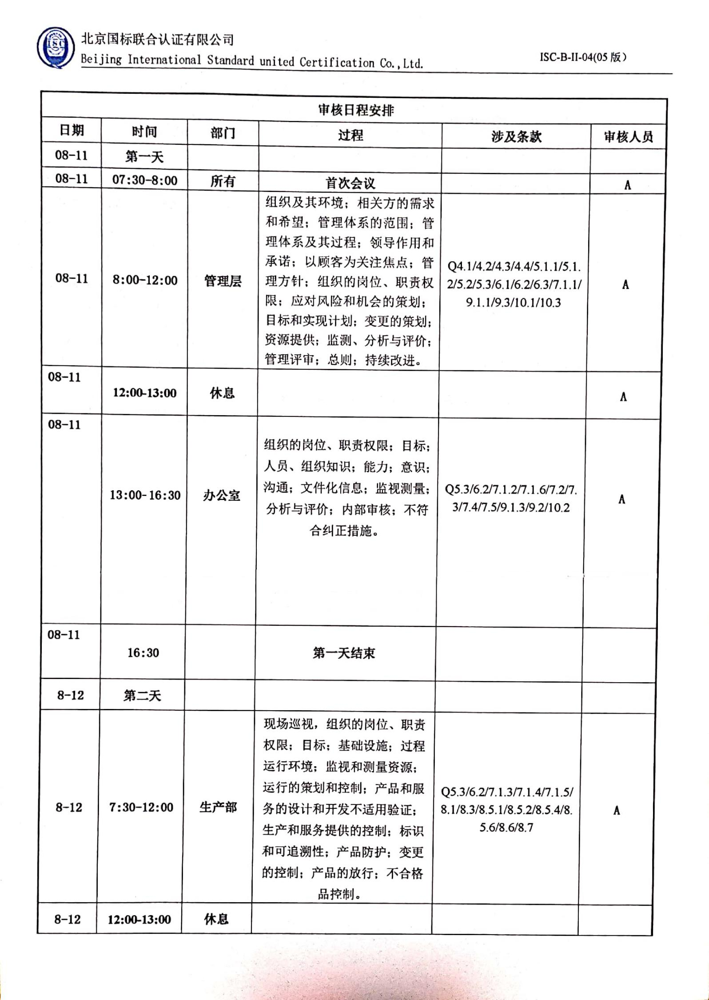 ISC
北京国标联合认证有限公司
Beijing International Standard united Certification Co.,Ltd.
ISC-B-II-04(05 版）
审核日程安排
日期 时间 部门 过程 涉及条款 审核人员
08-11 第一天
08-11 07:30-8:00 所有 首次会议 A
08-11 8:00-12:00 管理层
组织及其环境；相关方的需求
和希望；管理体系的范围；管
理体系及其过程；领导作用和
承诺；以顾客为关注焦点；管
理方针；组织的岗位、职责权
限；应对风险和机会的策划；
目标和实现计划；变更的策划；
资源提供；监测、分析与评价；
管理评审；总则；持续改进。
Q4.1/4.2/4.3/4.4/5.1.1/5.1.
2/5.2/5.3/6.1/6.2/6.3/7.1.1/
9.1.1/9.3/10.1/10.3
A
08-11 12:00-13:00 休息 A
08-11 13:00-16:30 办公室
组织的岗位、职责权限；目标；
人员、组织知识；能力；意识；
沟通；文件化信息；监视测量；
分析与评价；内部审核；不符
合纠正措施。
Q5.3/6.2/7.1.2/7.1.6/7.2/7.
3/7.4/7.5/9.1.3/9.2/10.2
A
08-11 16:30 第一天结束
8-12 第二天
8-12 7:30-12:00 生产部
现场巡视，组织的岗位、职责
权限；目标；基础设施；过程
运行环境；监视和测量资源；
运行的策划和控制；产品和服
务的设计和开发不适用验证；
生产和服务提供的控制；标识
和可追溯性；产品防护；变更
的控制；产品的放行；不合格
品控制。
Q5.3/6.2/7.1.3/7.1.4/7.1.5/
8.1/8.3/8.5.1/8.5.2/8.5.4/8.
5.6/8.6/8.7
A
8-12 12:00-13:00 休息